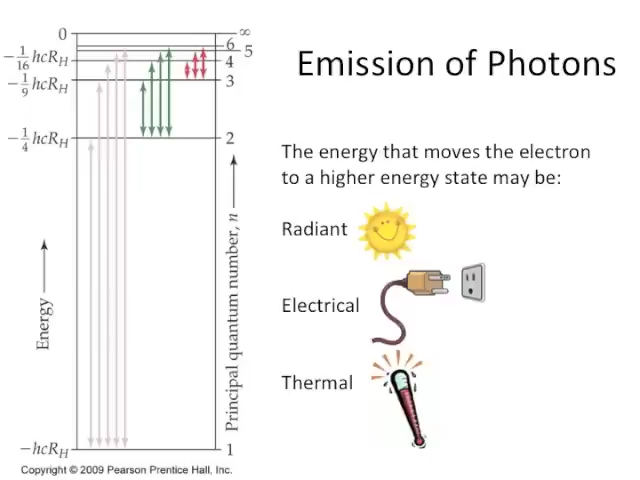 Emission of Photons
0
∞
6
5
−1/16 hcR_H
4
−1/9 hcR_H
3
−1/4 hcR_H
2
Energy
Principal quantum number, n
−hcR_H
1
Copyright © 2009 Pearson Prentice Hall, Inc.
The energy that moves the electron
to a higher energy state may be:
Radiant
Electrical
Thermal